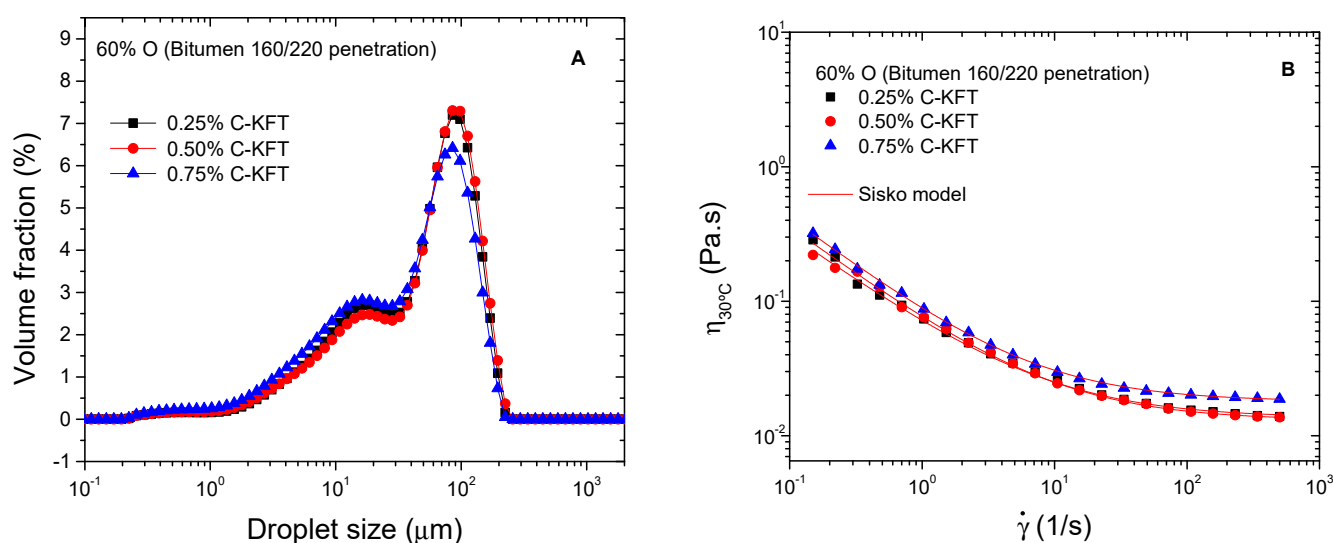 60% O (Bitumen 160/220 penetration)
A
0.25% C-KFT
0.50% C-KFT
0.75% C-KFT
9
8
7
6
5
4
3
2
1
0
-1
Volume fraction (%)
10⁻¹
10⁰
10¹
10²
10³
Droplet size (μm)
60% O (Bitumen 160/220 penetration)
B
0.25% C-KFT
0.50% C-KFT
0.75% C-KFT
Sisko model
10¹
10⁰
10⁻¹
10⁻²
η30ºC (Pa.s)
10⁻¹
10⁰
10¹
10²
10³
γ̇ (1/s)